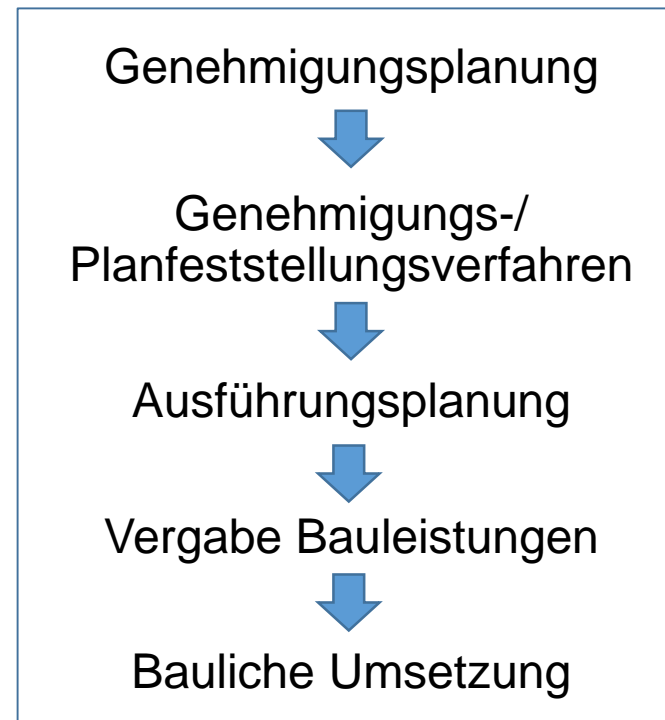 Genehmigungsplanung
Genehmigungs-/
Planfeststellungsverfahren
Ausführungsplanung
Vergabe Bauleistungen
Bauliche Umsetzung